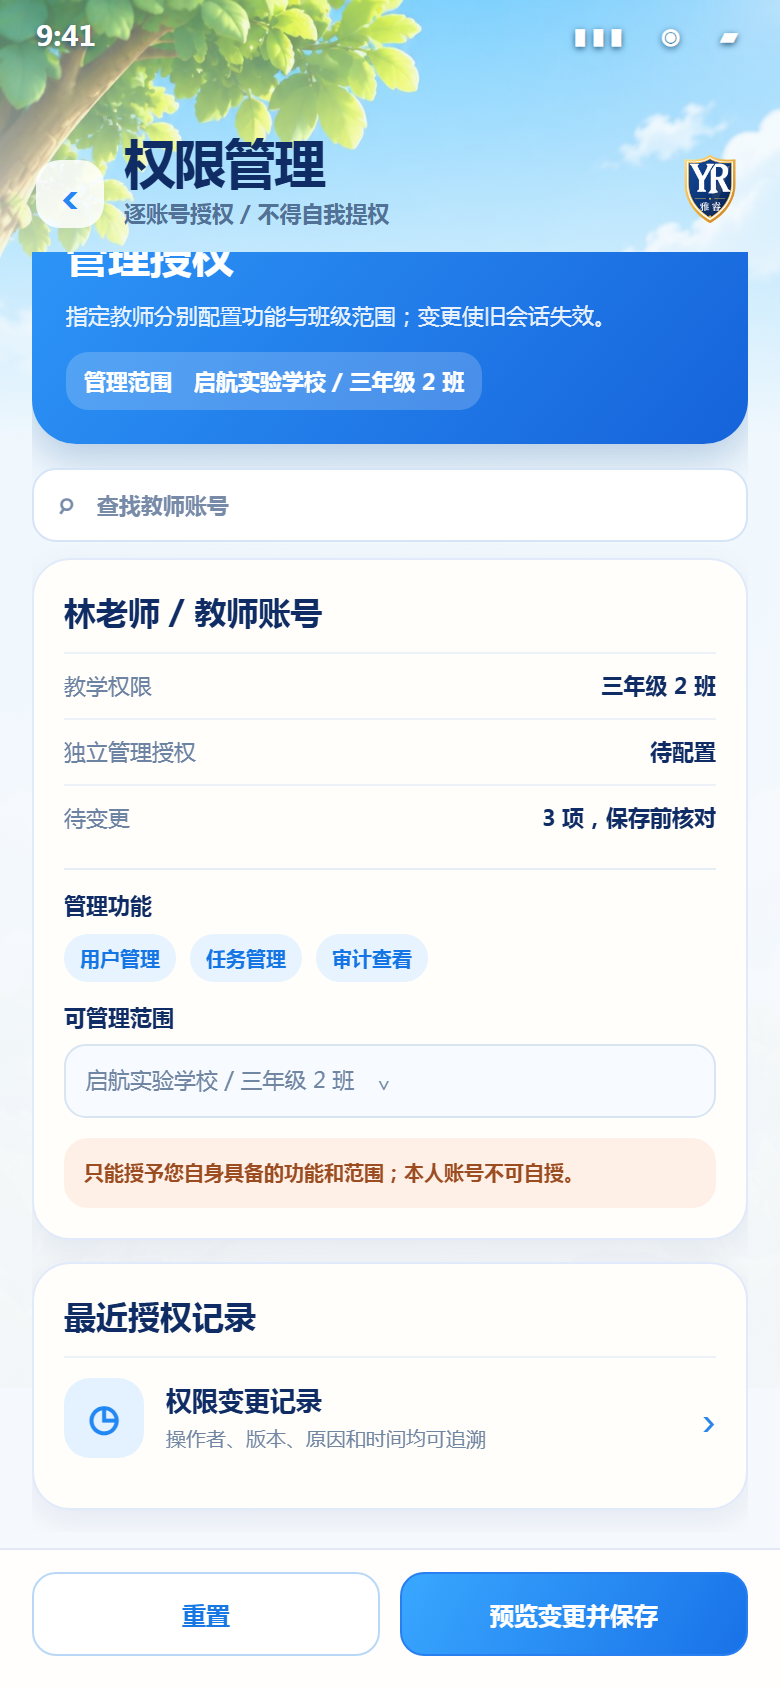 9:41
权限管理
逐账号授权 / 不得自我提权
YR
雅睿
管理授权
指定教师分别配置功能与班级范围；变更使旧会话失效。
管理范围 启航实验学校 / 三年级 2 班
查找教师账号
林老师 / 教师账号
教学权限 三年级 2 班
独立管理授权 待配置
待变更 3 项，保存前核对
管理功能
用户管理 任务管理 审计查看
可管理范围
启航实验学校 / 三年级 2 班
只能授予您自身具备的功能和范围；本人账号不可自授。
最近授权记录
权限变更记录
操作者、版本、原因和时间均可追溯
重置 预览变更并保存